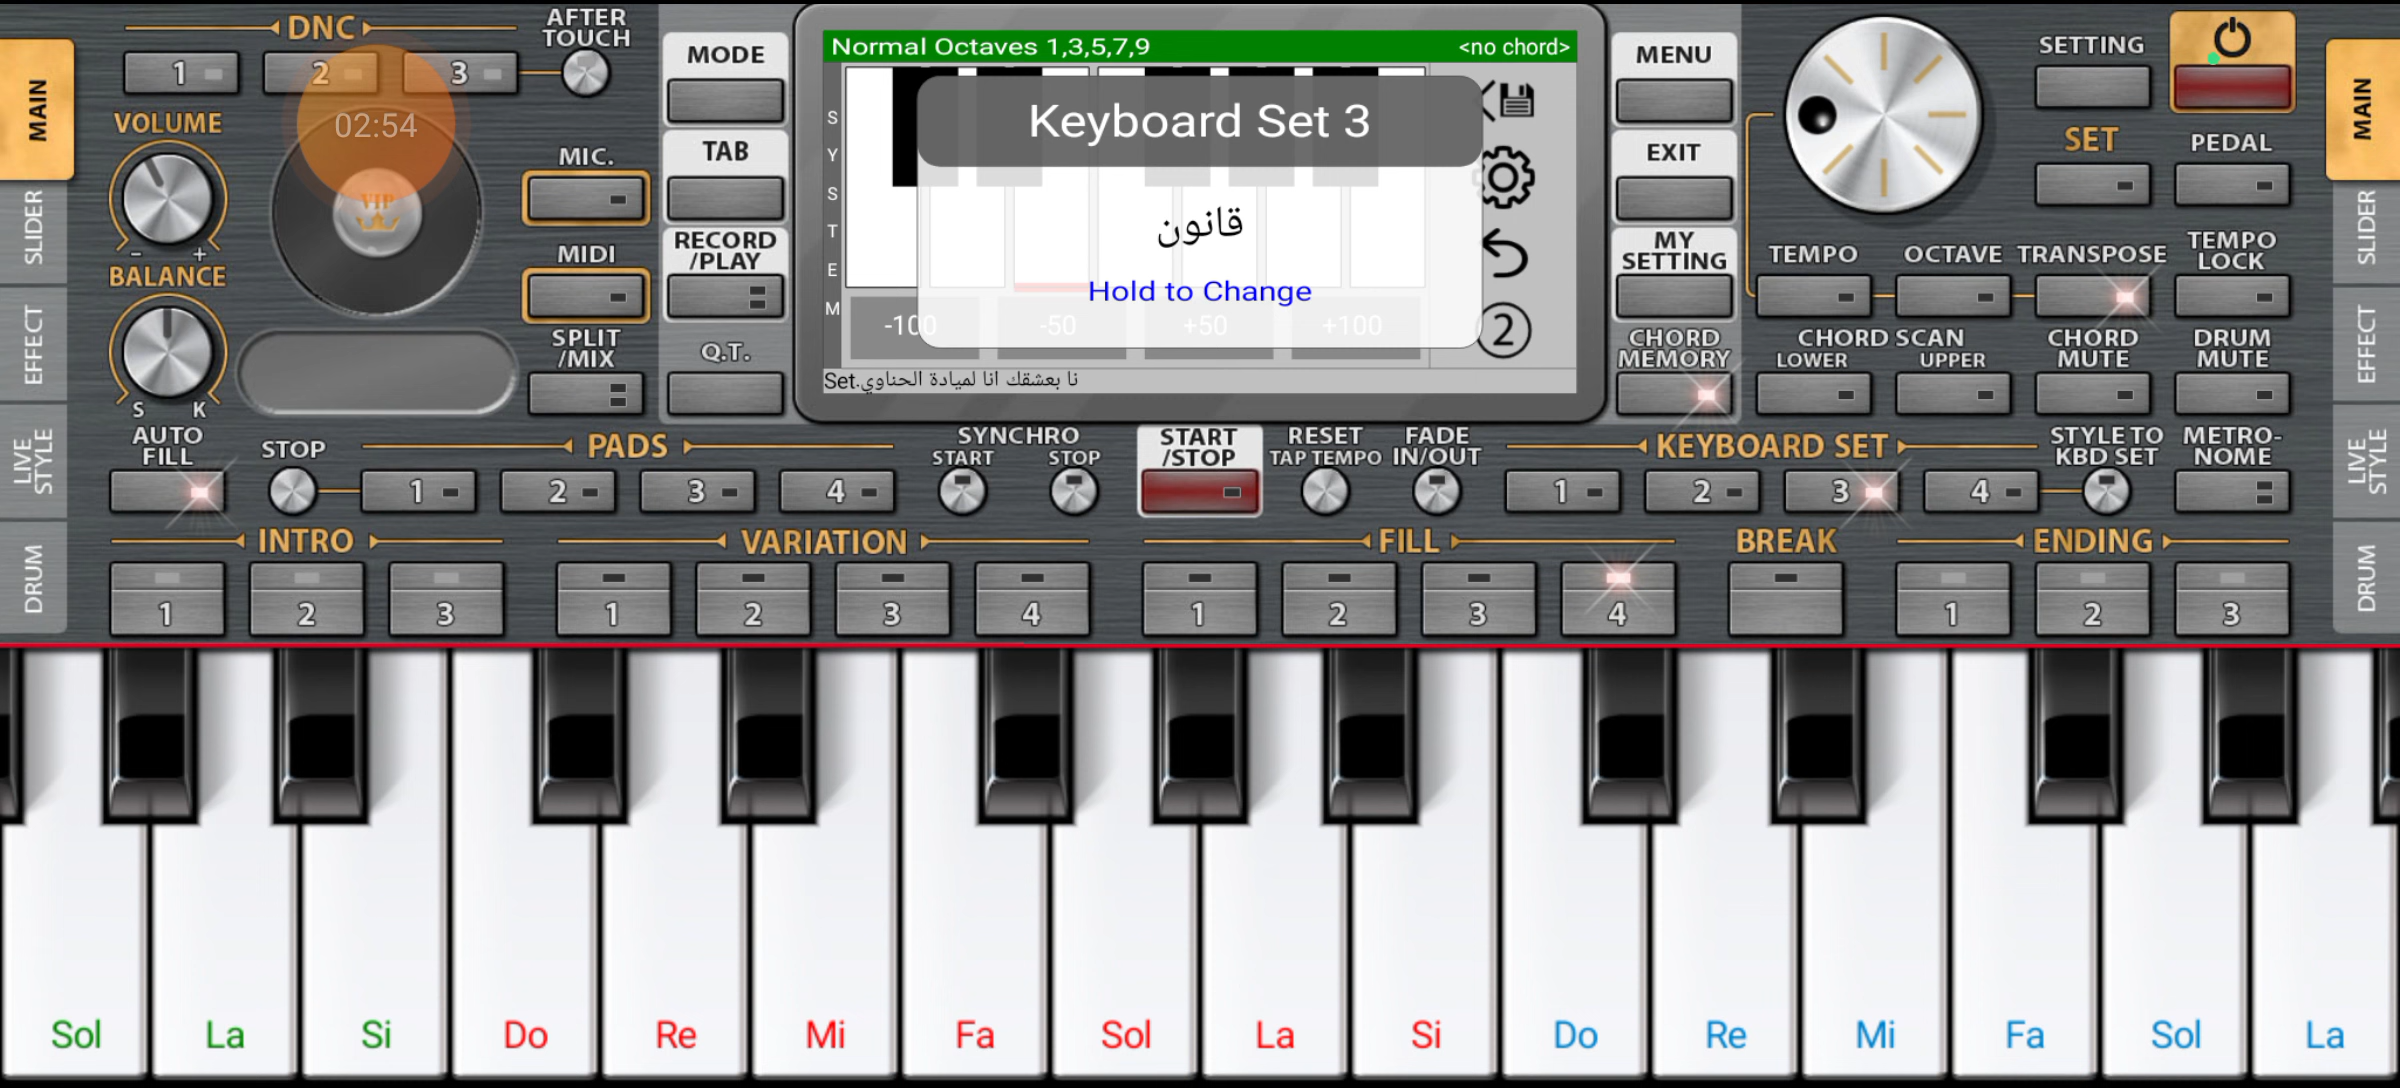 DNC
AFTER
TOUCH
1
2
3
02:54
VIP
VOLUME
-
+
BALANCE
S
K
MIC.
MIDI
SPLIT
/MIX
MAIN
SLIDER
EFFECT
LIVE
STYLE
DRUM
MODE
TAB
RECORD
/PLAY
Q.T.
Normal Octaves 1,3,5,7,9
<no chord>
S
Y
S
T
E
M
Keyboard Set 3
قانون
Hold to Change
-100
-50
+50
+100
2
Set.نا بعشقك انا لميادة الحناوي
MENU
EXIT
MY
SETTING
CHORD
MEMORY
SETTING
SET
PEDAL
TEMPO
OCTAVE
TRANSPOSE
TEMPO
LOCK
CHORD SCAN
LOWER
UPPER
CHORD
MUTE
DRUM
MUTE
MAIN
SLIDER
EFFECT
LIVE
STYLE
DRUM
AUTO
FILL
STOP
PADS
1
2
3
4
SYNCHRO
START
STOP
START
/STOP
RESET
TAP TEMPO
FADE
IN/OUT
KEYBOARD SET
1
2
3
4
STYLE TO
KBD SET
METRO-
NOME
INTRO
1
2
3
VARIATION
1
2
3
4
FILL
1
2
3
4
BREAK
ENDING
1
2
3
Sol
La
Si
Do
Re
Mi
Fa
Sol
La
Si
Do
Re
Mi
Fa
Sol
La